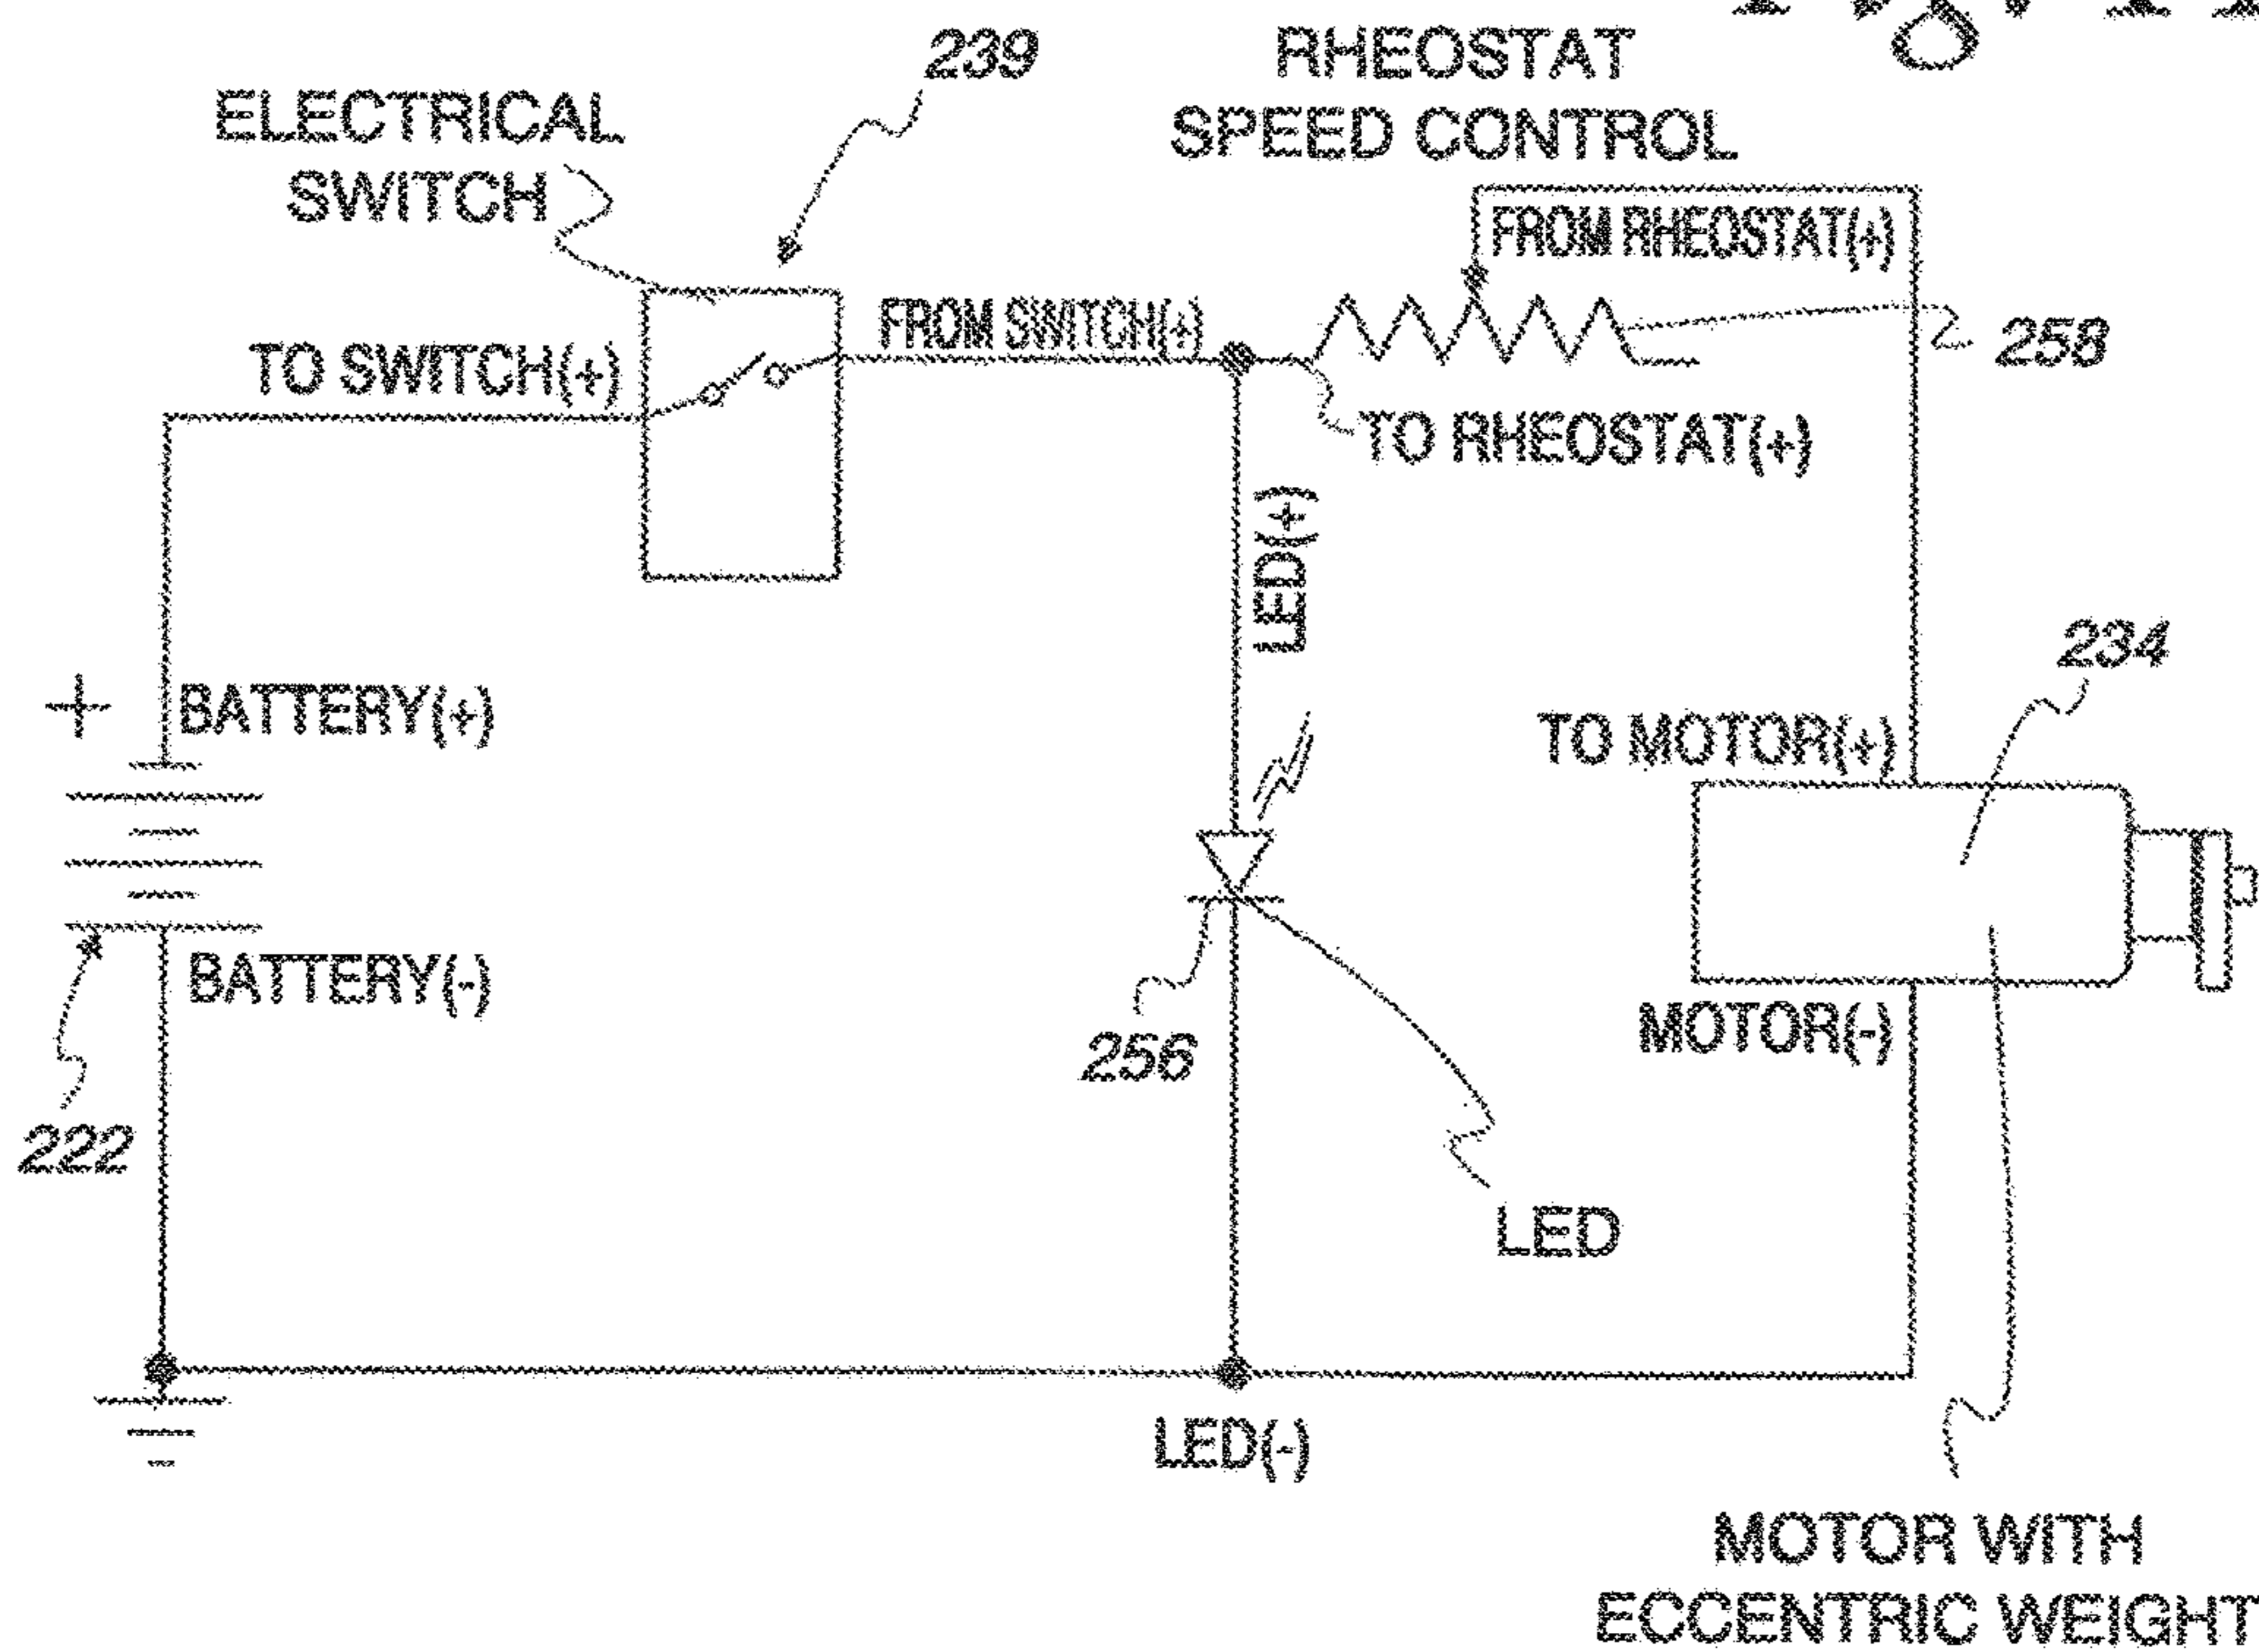 239
RHEOSTAT
SPEED CONTROL
ELECTRICAL
SWITCH
FROM RHEOSTAT(+)
FROM SWITCH(+)
258
TO SWITCH(+)
TO RHEOSTAT(+)
LED(+)
234
+
BATTERY(+)
TO MOTOR(+)
BATTERY(-)
MOTOR(-)
256
222
LED
LED(-)
MOTOR WITH
ECCENTRIC WEIGHT